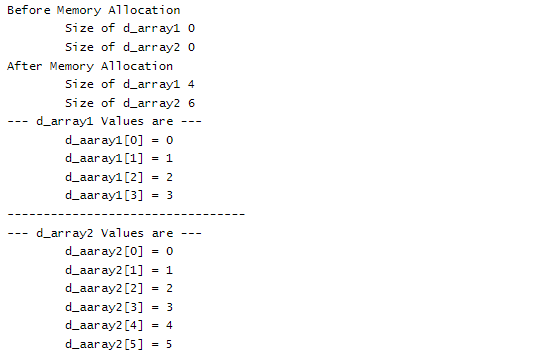 Before Memory Allocation
Size of d_array1 0
Size of d_array2 0
After Memory Allocation
Size of d_array1 4
Size of d_array2 6
--- d_array1 Values are ---
d_aaray1[0] = 0
d_aaray1[1] = 1
d_aaray1[2] = 2
d_aaray1[3] = 3
---------------------------------
--- d_array2 Values are ---
d_aaray2[0] = 0
d_aaray2[1] = 1
d_aaray2[2] = 2
d_aaray2[3] = 3
d_aaray2[4] = 4
d_aaray2[5] = 5